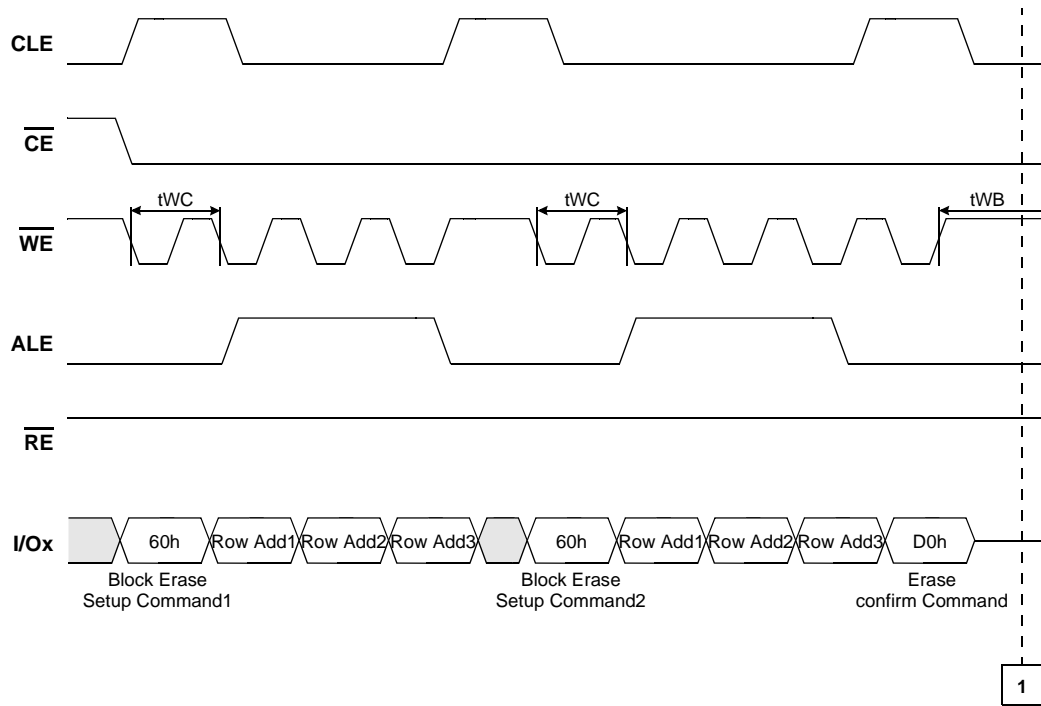 CLE
CE
tWC
tWC
tWB
WE
ALE
RE
I/Ox
60h
Row Add1
Row Add2
Row Add3
60h
Row Add1
Row Add2
Row Add3
D0h
Block Erase
Setup Command1
Block Erase
Setup Command2
Erase
confirm Command
1